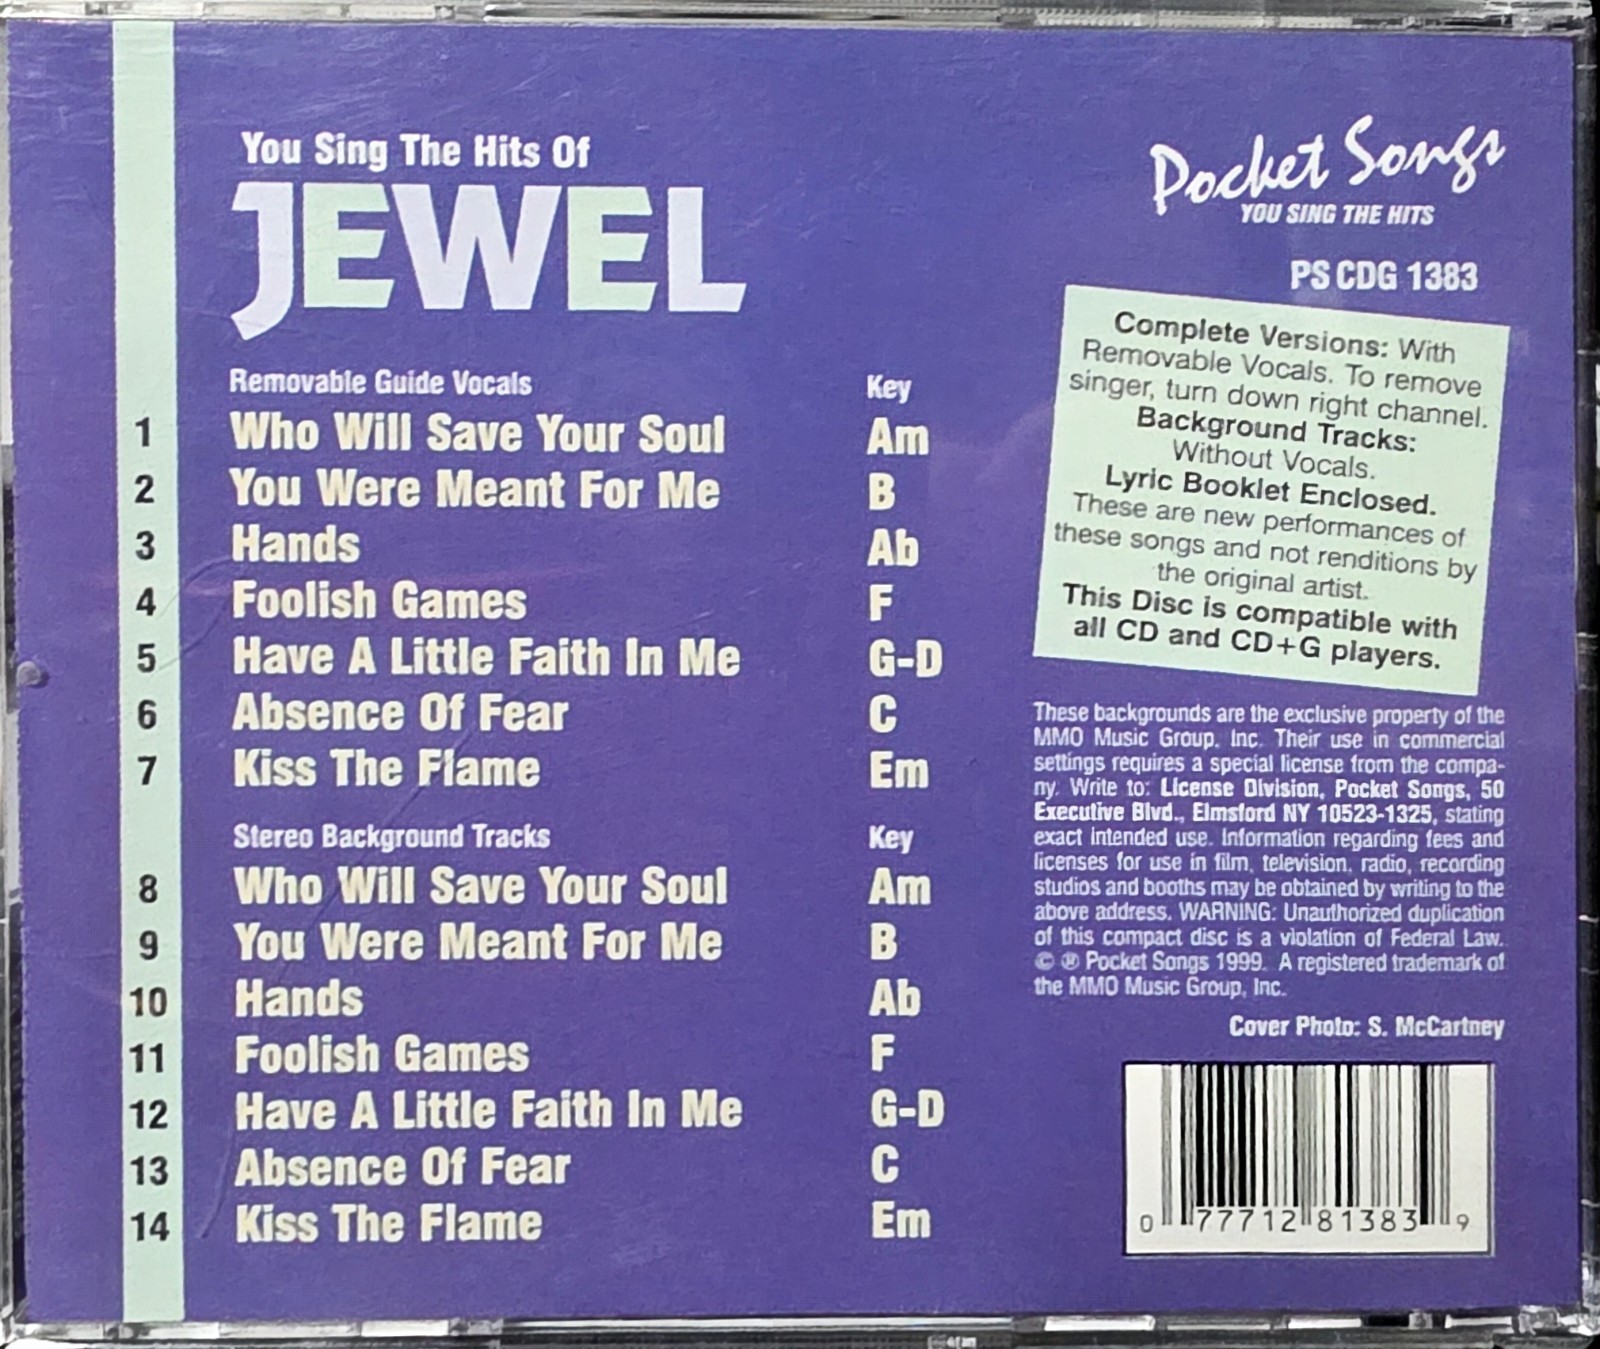 You Sing The Hits Of
JEWEL
Removable Guide Vocals Key
1 Who Will Save Your Soul Am
2 You Were Meant For Me B
3 Hands Ab
4 Foolish Games F
5 Have A Little Faith In Me G-D
6 Absence Of Fear C
7 Kiss The Flame Em
Stereo Background Tracks Key
8 Who Will Save Your Soul Am
9 You Were Meant For Me B
10 Hands Ab
11 Foolish Games F
12 Have A Little Faith In Me G-D
13 Absence Of Fear C
14 Kiss The Flame Em
Pocket Songs
YOU SING THE HITS
PS CDG 1383
Complete Versions: With
Removable Vocals. To remove
singer, turn down right channel.
Background Tracks:
Without Vocals.
Lyric Booklet Enclosed.
These are new performances of
these songs and not renditions by
the original artist.
This Disc is compatible with
all CD and CD+G players.
These backgrounds are the exclusive property of the
MMO Music Group, Inc. Their use in commercial
settings requires a special license from the compa-
ny. Write to: License Division, Pocket Songs, 50
Executive Blvd., Elmsford NY 10523-1325, stating
exact intended use. Information regarding fees and
licenses for use in film, television, radio, recording
studios and booths may be obtained by writing to the
above address. WARNING: Unauthorized duplication
of this compact disc is a violation of Federal Law.
© ® Pocket Songs 1999. A registered trademark of
the MMO Music Group, Inc.
Cover Photo: S. McCartney
0 77712 81383 9